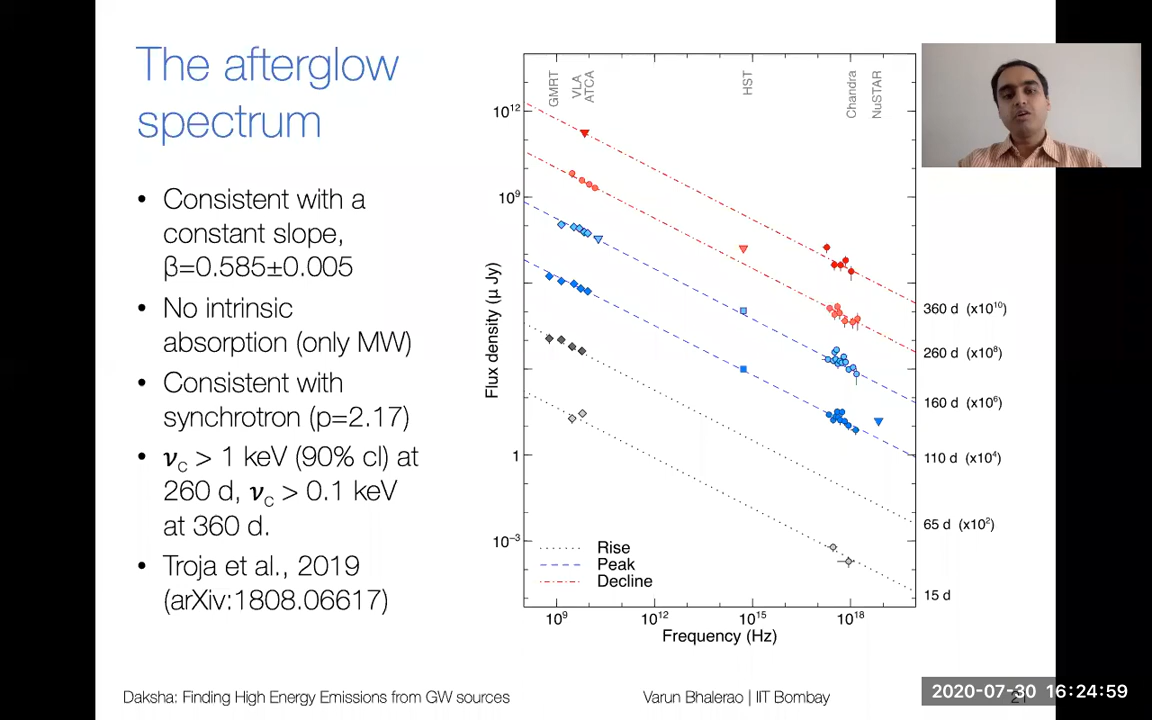 The afterglow
spectrum
• Consistent with a
constant slope,
β=0.585±0.005
• No intrinsic
absorption (only MW)
• Consistent with
synchrotron (p=2.17)
• 𝝂c > 1 keV (90% cl) at
260 d, 𝝂c > 0.1 keV
at 360 d.
• Troja et al., 2019
(arXiv:1808.06617)
GMRT
VLA
ATCA
HST
Chandra
NuSTAR
10¹²
10⁹
1
10⁻³
Flux density (μ Jy)
360 d (x10¹⁰)
260 d (x10⁸)
160 d (x10⁶)
110 d (x10⁴)
65 d (x10²)
15 d
Rise
Peak
Decline
10⁹ 10¹² 10¹⁵ 10¹⁸
Frequency (Hz)
Daksha: Finding High Energy Emissions from GW sources
Varun Bhalerao | IIT Bombay
2020-07-30 16:24:59